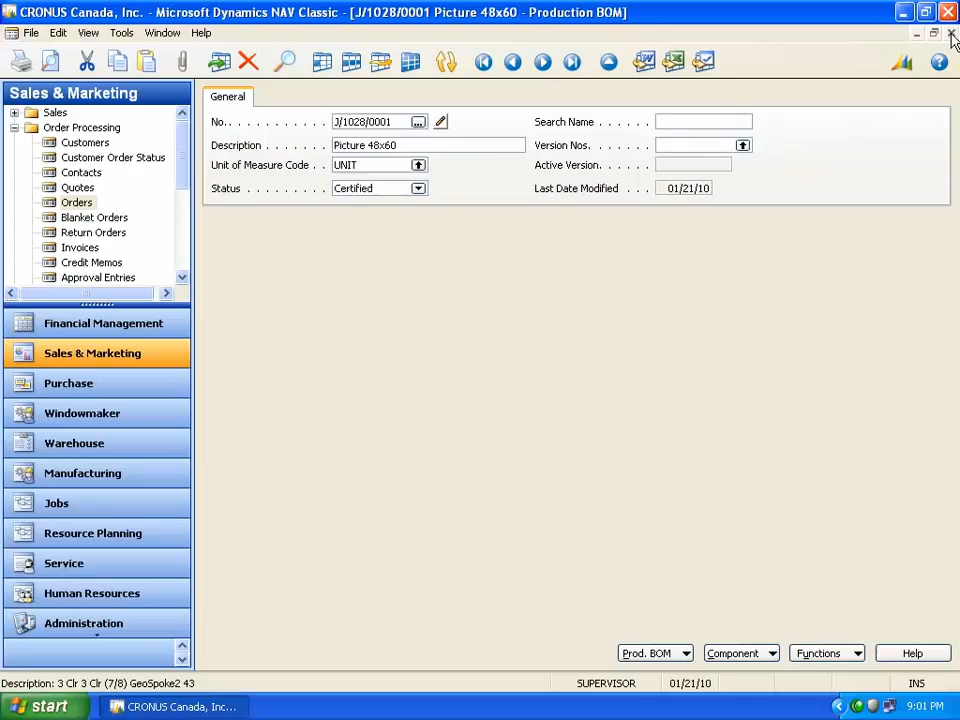 CRONUS Canada, Inc. - Microsoft Dynamics NAV Classic - [J/1028/0001 Picture 48x60 - Production BOM]
File Edit View Tools Window Help
Sales & Marketing
Sales
Order Processing
Customers
Customer Order Status
Contacts
Quotes
Orders
Blanket Orders
Return Orders
Invoices
Credit Memos
Approval Entries
Financial Management
Sales & Marketing
Purchase
Windowmaker
Warehouse
Manufacturing
Jobs
Resource Planning
Service
Human Resources
Administration
General
No. . . . . . . . . . . . J/1028/0001 ... Search Name . . . . . .
Description . . . . . . . Picture 48x60 Version Nos. . . . . . .
Unit of Measure Code . . UNIT Active Version. . . . . .
Status . . . . . . . . . Certified Last Date Modified . . . 01/21/10
Prod. BOM Component Functions Help
Description: 3 Clr 3 Clr (7/8) GeoSpoke2 43 SUPERVISOR 01/21/10 INS
start CRONUS Canada, Inc... 9:01 PM